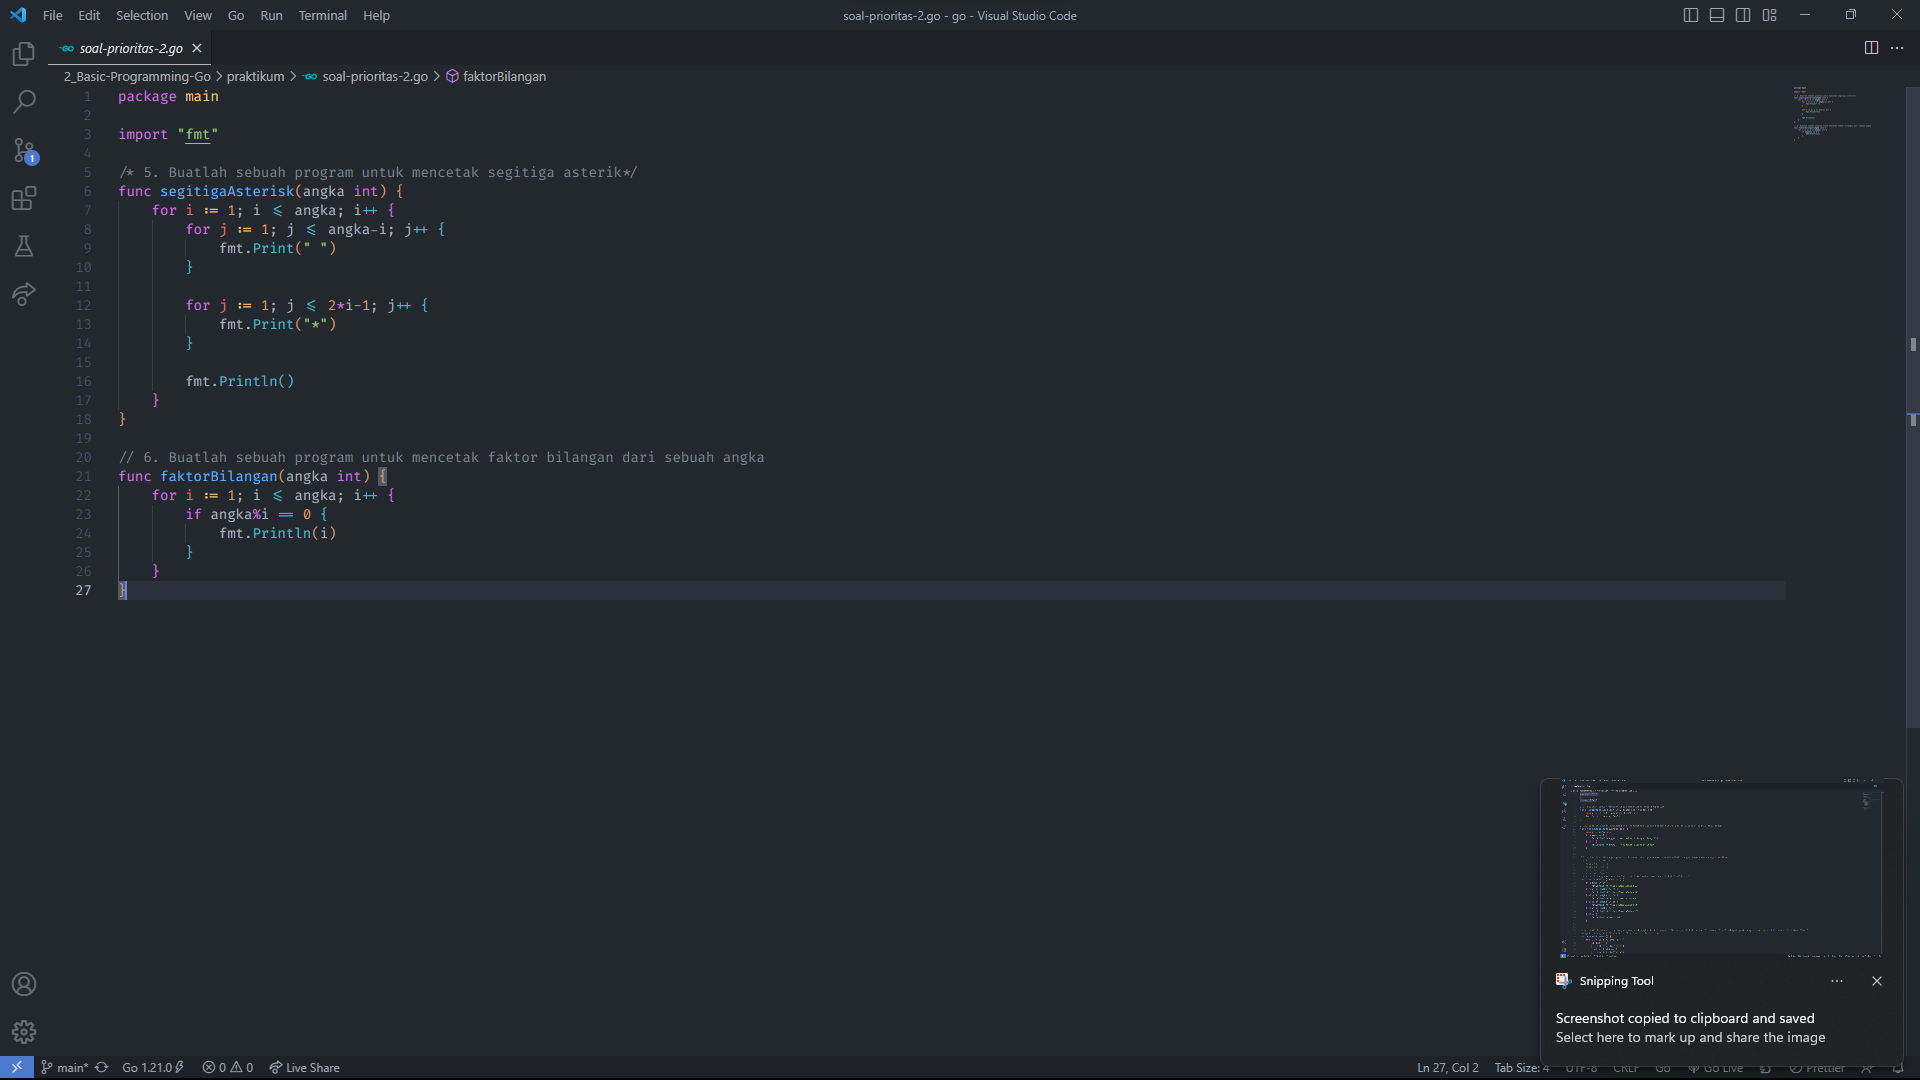 File Edit Selection View Go Run Terminal Help
soal-prioritas-2.go - go - Visual Studio Code
soal-prioritas-2.go
2_Basic-Programming-Go > praktikum > soal-prioritas-2.go > faktorBilangan
1 package main
2
3 import "fmt"
4
5 /* 5. Buatlah sebuah program untuk mencetak segitiga asterik*/
6 func segitigaAsterisk(angka int) {
7 for i := 1; i <= angka; i++ {
8 for j := 1; j <= angka-i; j++ {
9 fmt.Print(" ")
10 }
11
12 for j := 1; j <= 2*i-1; j++ {
13 fmt.Print("*")
14 }
15
16 fmt.Println()
17 }
18 }
19
20 // 6. Buatlah sebuah program untuk mencetak faktor bilangan dari sebuah angka
21 func faktorBilangan(angka int) {
22 for i := 1; i <= angka; i++ {
23 if angka%i == 0 {
24 fmt.Println(i)
25 }
26 }
27 }
1
Snipping Tool
Screenshot copied to clipboard and saved
Select here to mark up and share the image
main* Go 1.21.0 0 0 Live Share
Ln 27, Col 2 Tab Size: 4 UTF-8 CRLF Go Go Live Prettier